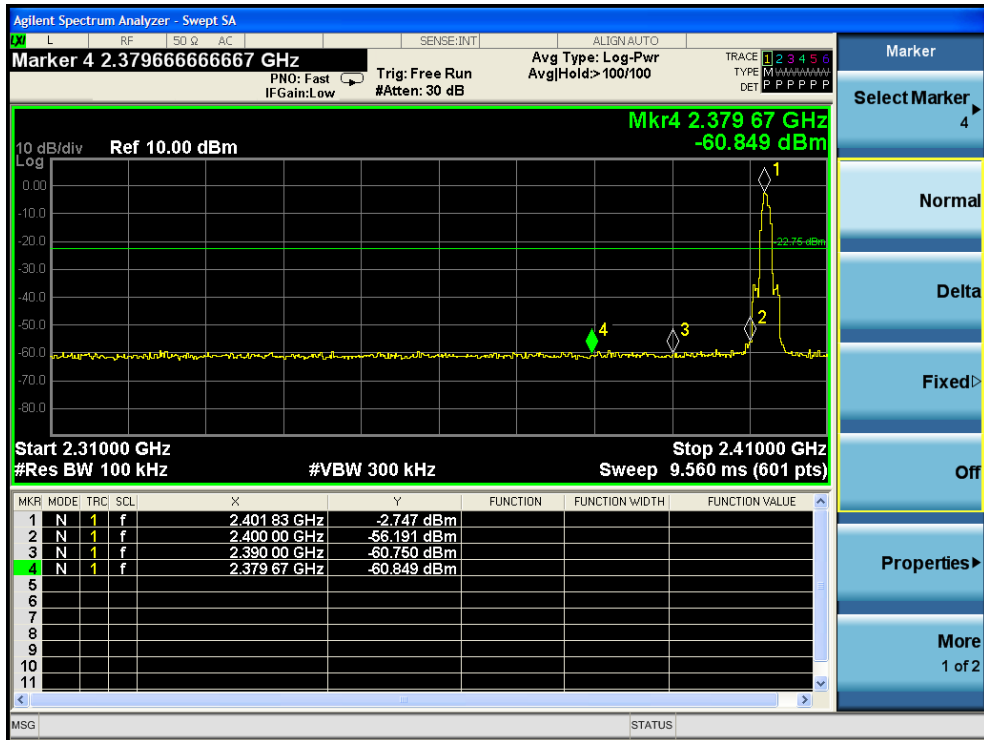 Agilent Spectrum Analyzer - Swept SA
LXI L RF 50 Ω AC SENSE:INT ALIGN AUTO
Marker 4 2.379666666667 GHz
PNO: Fast
IFGain:Low
Trig: Free Run
#Atten: 30 dB
Avg Type: Log-Pwr
Avg|Hold:>100/100
TRACE 1 2 3 4 5 6
TYPE M WWWWW
DET P P P P P P
Mkr4 2.379 67 GHz
-60.849 dBm
10 dB/div Ref 10.00 dBm
Log
0.00
-10.0
-20.0
-30.0
-40.0
-50.0
-60.0
-70.0
-80.0
1
-22.75 dBm
2
3
4
Start 2.31000 GHz Stop 2.41000 GHz
#Res BW 100 kHz #VBW 300 kHz Sweep 9.560 ms (601 pts)
MKR MODE TRC SCL X Y FUNCTION FUNCTION WIDTH FUNCTION VALUE
1 N 1 f 2.401 83 GHz -2.747 dBm
2 N 1 f 2.400 00 GHz -56.191 dBm
3 N 1 f 2.390 00 GHz -60.750 dBm
4 N 1 f 2.379 67 GHz -60.849 dBm
5
6
7
8
9
10
11
MSG STATUS
Marker
Select Marker
4
Normal
Delta
Fixed
Off
Properties
More
1 of 2